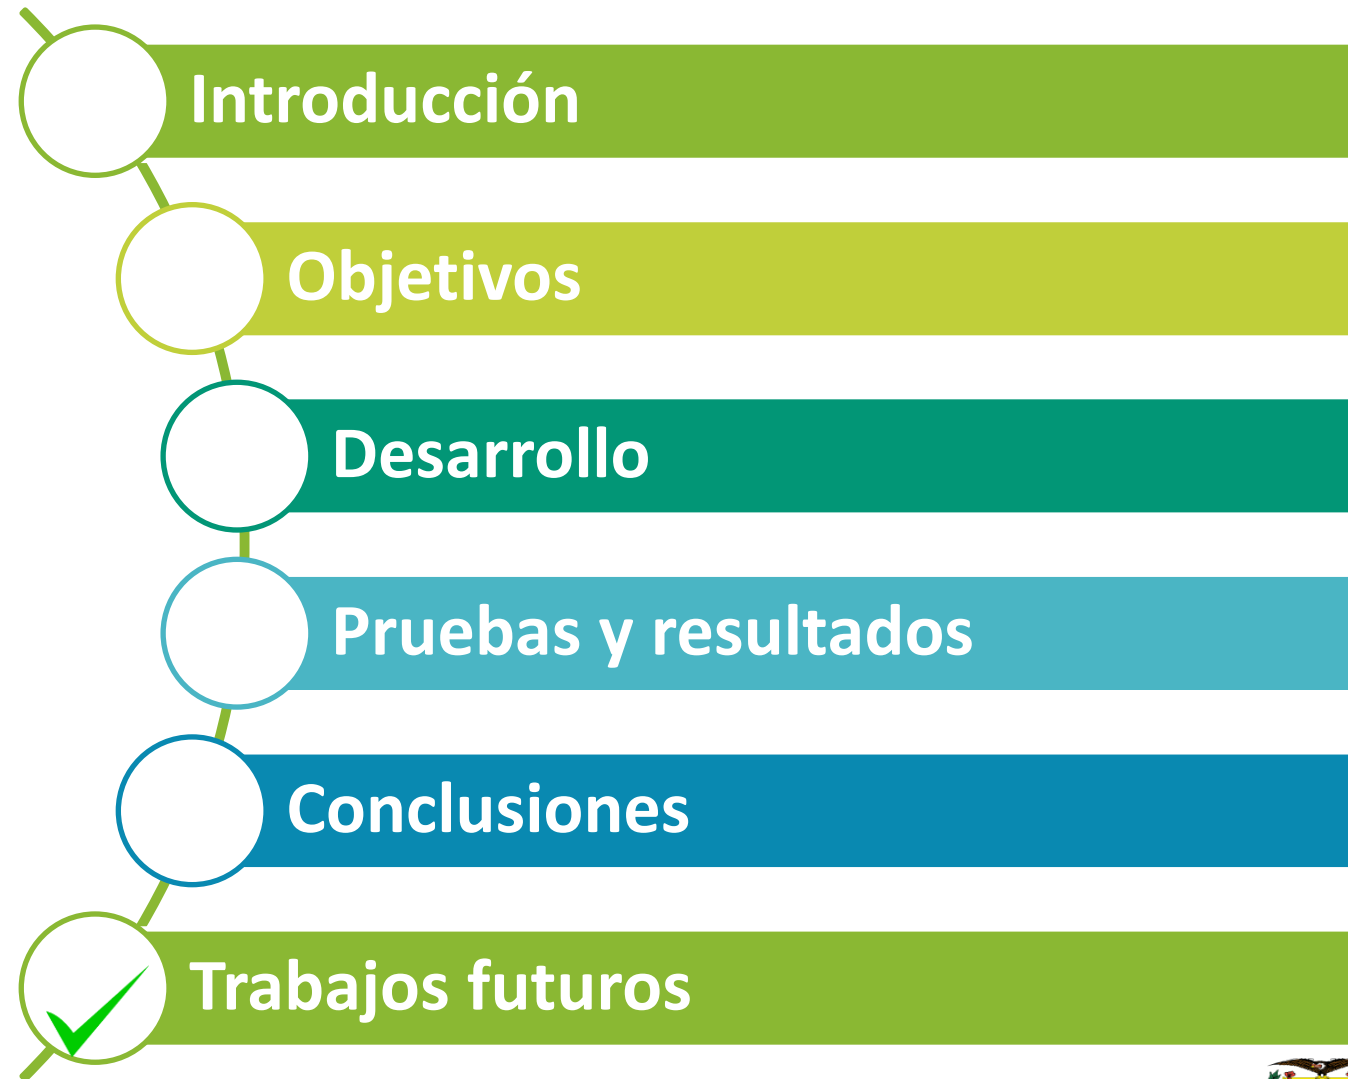 Introducción
Objetivos
Desarrollo
Pruebas y resultados
Conclusiones
Trabajos futuros